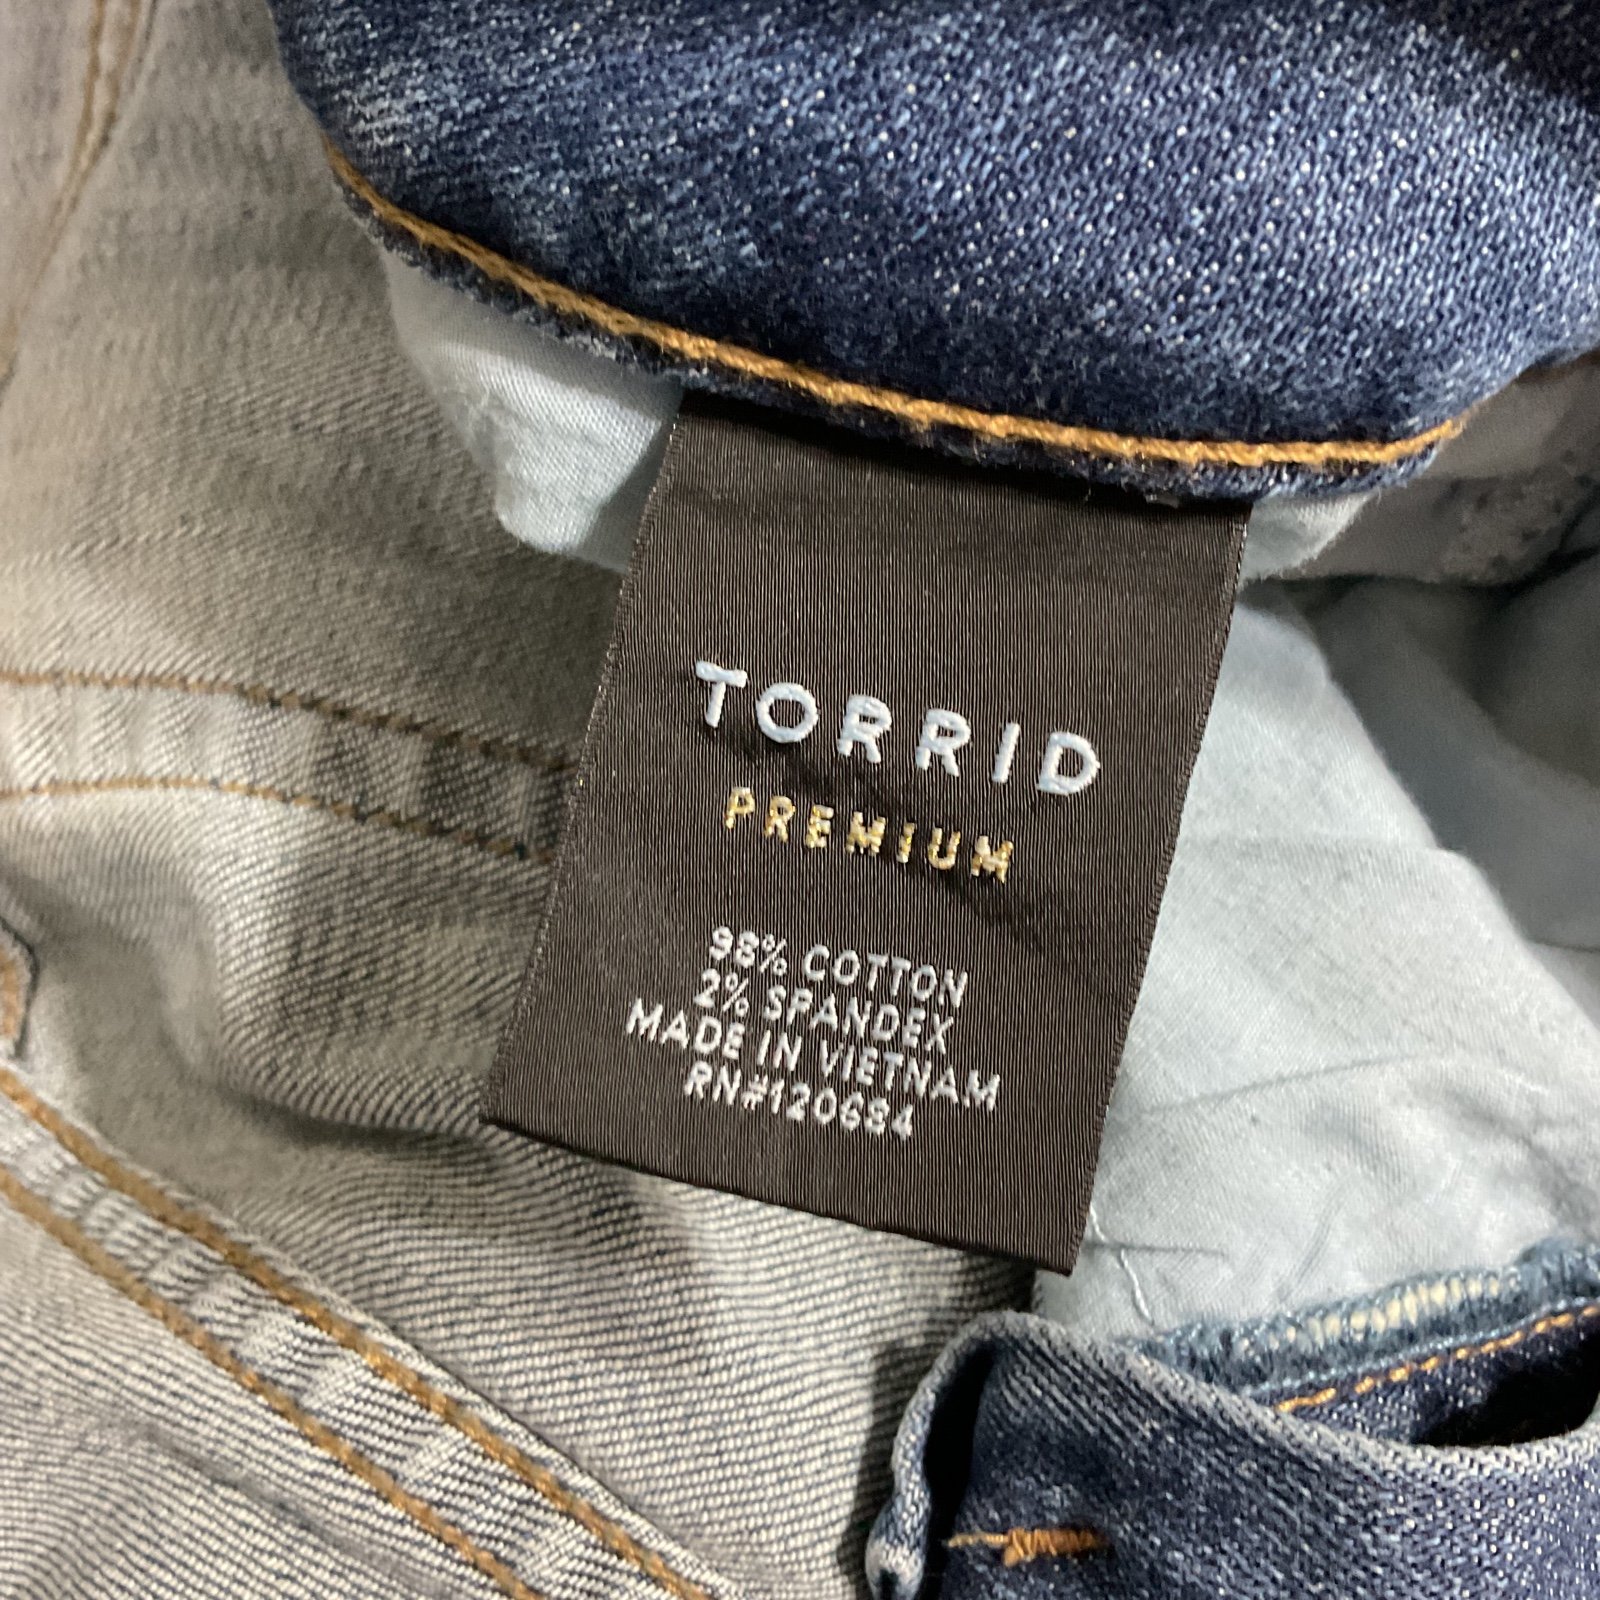 TORRID
PREMIUM
98% COTTON
2% SPANDEX
MADE IN VIETNAM
RN#120684